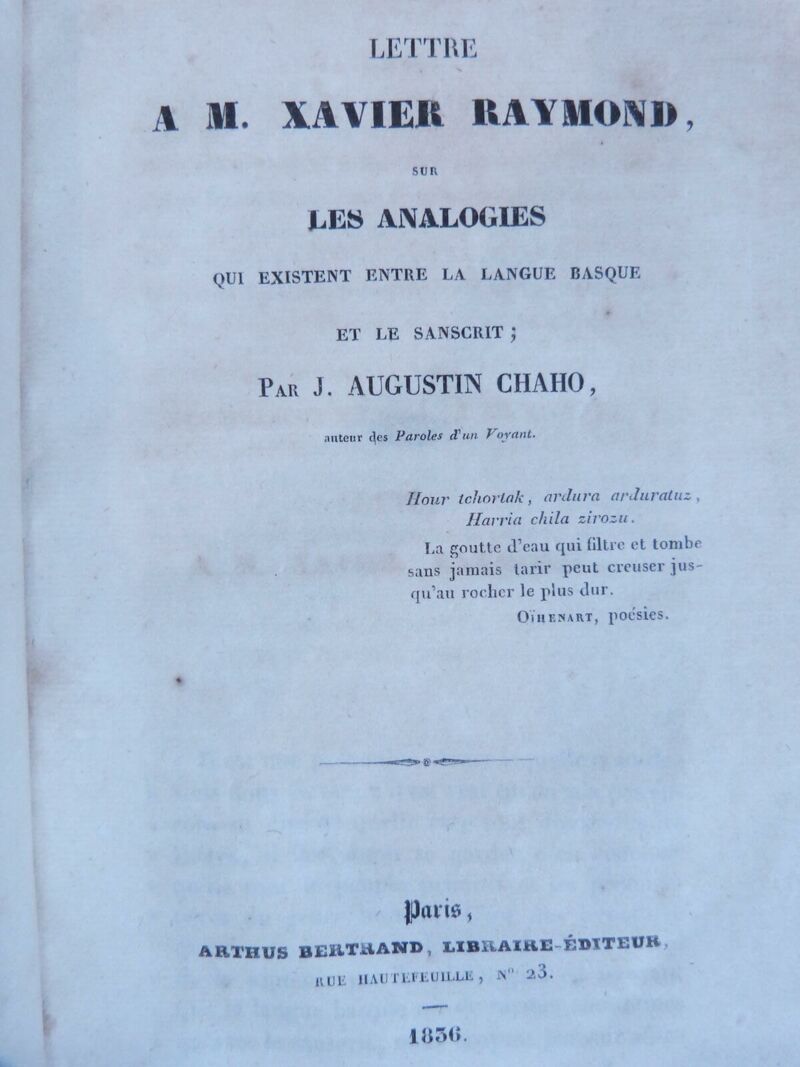 LETTRE
A M. XAVIER RAYMOND,
SUR
LES ANALOGIES
QUI EXISTENT ENTRE LA LANGUE BASQUE
ET LE SANSCRIT ;
PAR J. AUGUSTIN CHAHO,
auteur des Paroles d'un Voyant.
Hour tchortak, ardura arduratuz,
Harria chila zirozu.
La goutte d'eau qui filtre et tombe
sans jamais tarir peut creuser jus-
qu'au rocher le plus dur.
OÏHENART, poésies.
Paris,
ARTHUS BERTRAND, LIBRAIRE-ÉDITEUR,
RUE HAUTEFEUILLE, N° 23.
1836.